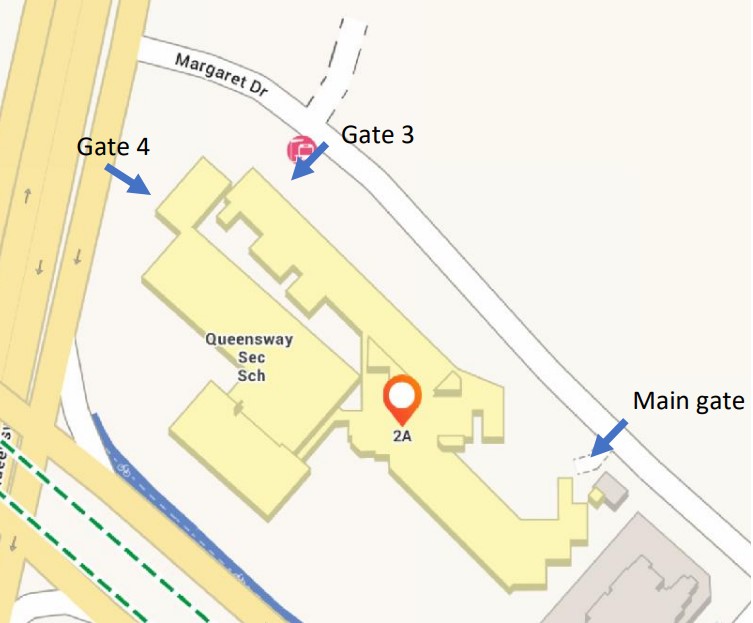 Margaret Dr
Gate 3
Gate 4
Queensway
Sec
Sch
2A
Main gate